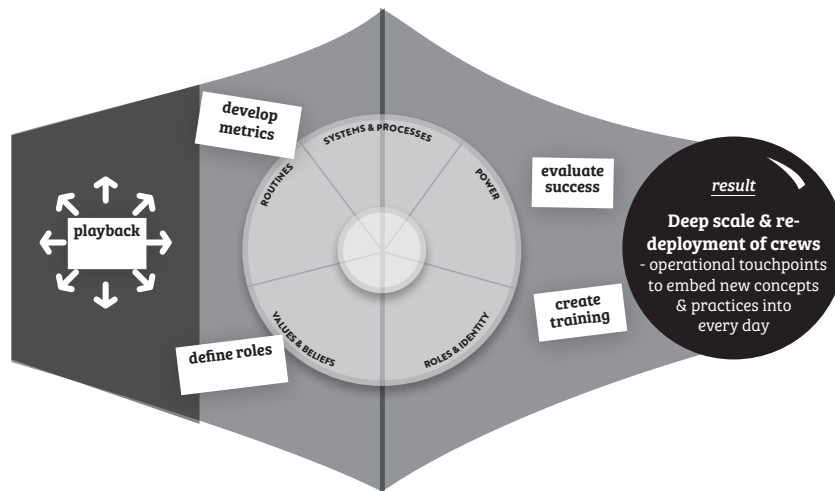 develop
metrics
SYSTEMS & PROCESSES
ROUTINES
POWER
evaluate
success
result
playback
Deep scale & re-
deployment of crews
- operational touchpoints
to embed new concepts
& practices into
every day
create
training
VALUES & BELIEFS
ROLES & IDENTITY
define roles